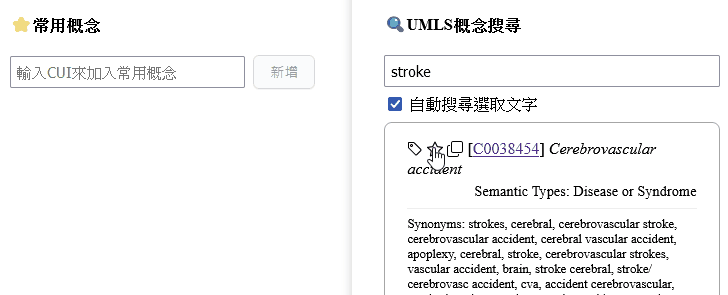 常用概念
輸入CUI來加入常用概念
新增
UMLS概念搜尋
stroke
自動搜尋選取文字
[C0038454] Cerebrovascular
accident
Semantic Types: Disease or Syndrome
Synonyms: strokes, cerebral, cerebrovascular stroke,
cerebrovascular accident, cerebral vascular accident,
apoplexy, cerebral, stroke, cerebrovascular strokes,
vascular accident, brain, stroke cerebral, stroke/
cerebrovasc accident, cva, accident cerebrovascular,